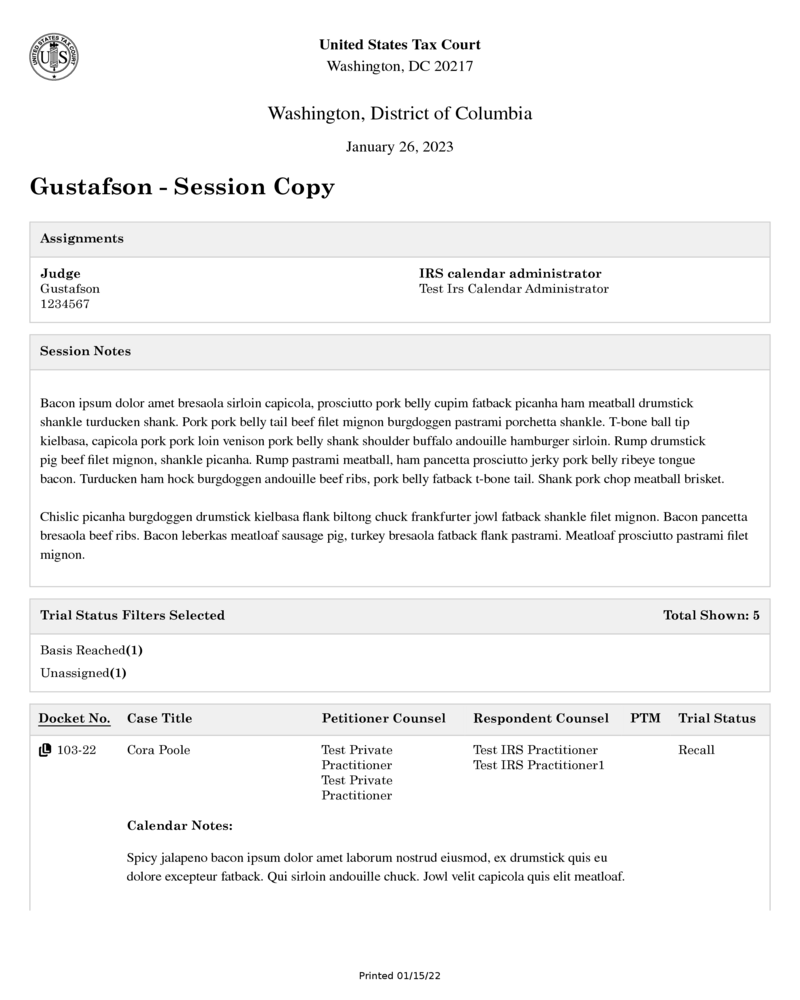 UNITED STATES TAX COURT
US
United States Tax Court
Washington, DC 20217
Washington, District of Columbia
January 26, 2023
Gustafson - Session Copy
Assignments
Judge
Gustafson
1234567
IRS calendar administrator
Test Irs Calendar Administrator
Session Notes
Bacon ipsum dolor amet bresaola sirloin capicola, prosciutto pork belly cupim fatback picanha ham meatball drumstick
shankle turducken shank. Pork pork belly tail beef filet mignon burgdoggen pastrami porchetta shankle. T-bone ball tip
kielbasa, capicola pork pork loin venison pork belly shank shoulder buffalo andouille hamburger sirloin. Rump drumstick
pig beef filet mignon, shankle picanha. Rump pastrami meatball, ham pancetta prosciutto jerky pork belly ribeye tongue
bacon. Turducken ham hock burgdoggen andouille beef ribs, pork belly fatback t-bone tail. Shank pork chop meatball brisket.
Chislic picanha burgdoggen drumstick kielbasa flank biltong chuck frankfurter jowl fatback shankle filet mignon. Bacon pancetta
bresaola beef ribs. Bacon leberkas meatloaf sausage pig, turkey bresaola fatback flank pastrami. Meatloaf prosciutto pastrami filet
mignon.
Trial Status Filters Selected Total Shown: 5
Basis Reached(1)
Unassigned(1)
Docket No. Case Title Petitioner Counsel Respondent Counsel PTM Trial Status
L 103-22 Cora Poole Test Private Test IRS Practitioner Recall
Practitioner Test IRS Practitioner1
Test Private
Practitioner
Calendar Notes:
Spicy jalapeno bacon ipsum dolor amet laborum nostrud eiusmod, ex drumstick quis eu
dolore excepteur fatback. Qui sirloin andouille chuck. Jowl velit capicola quis elit meatloaf.
Printed 01/15/22